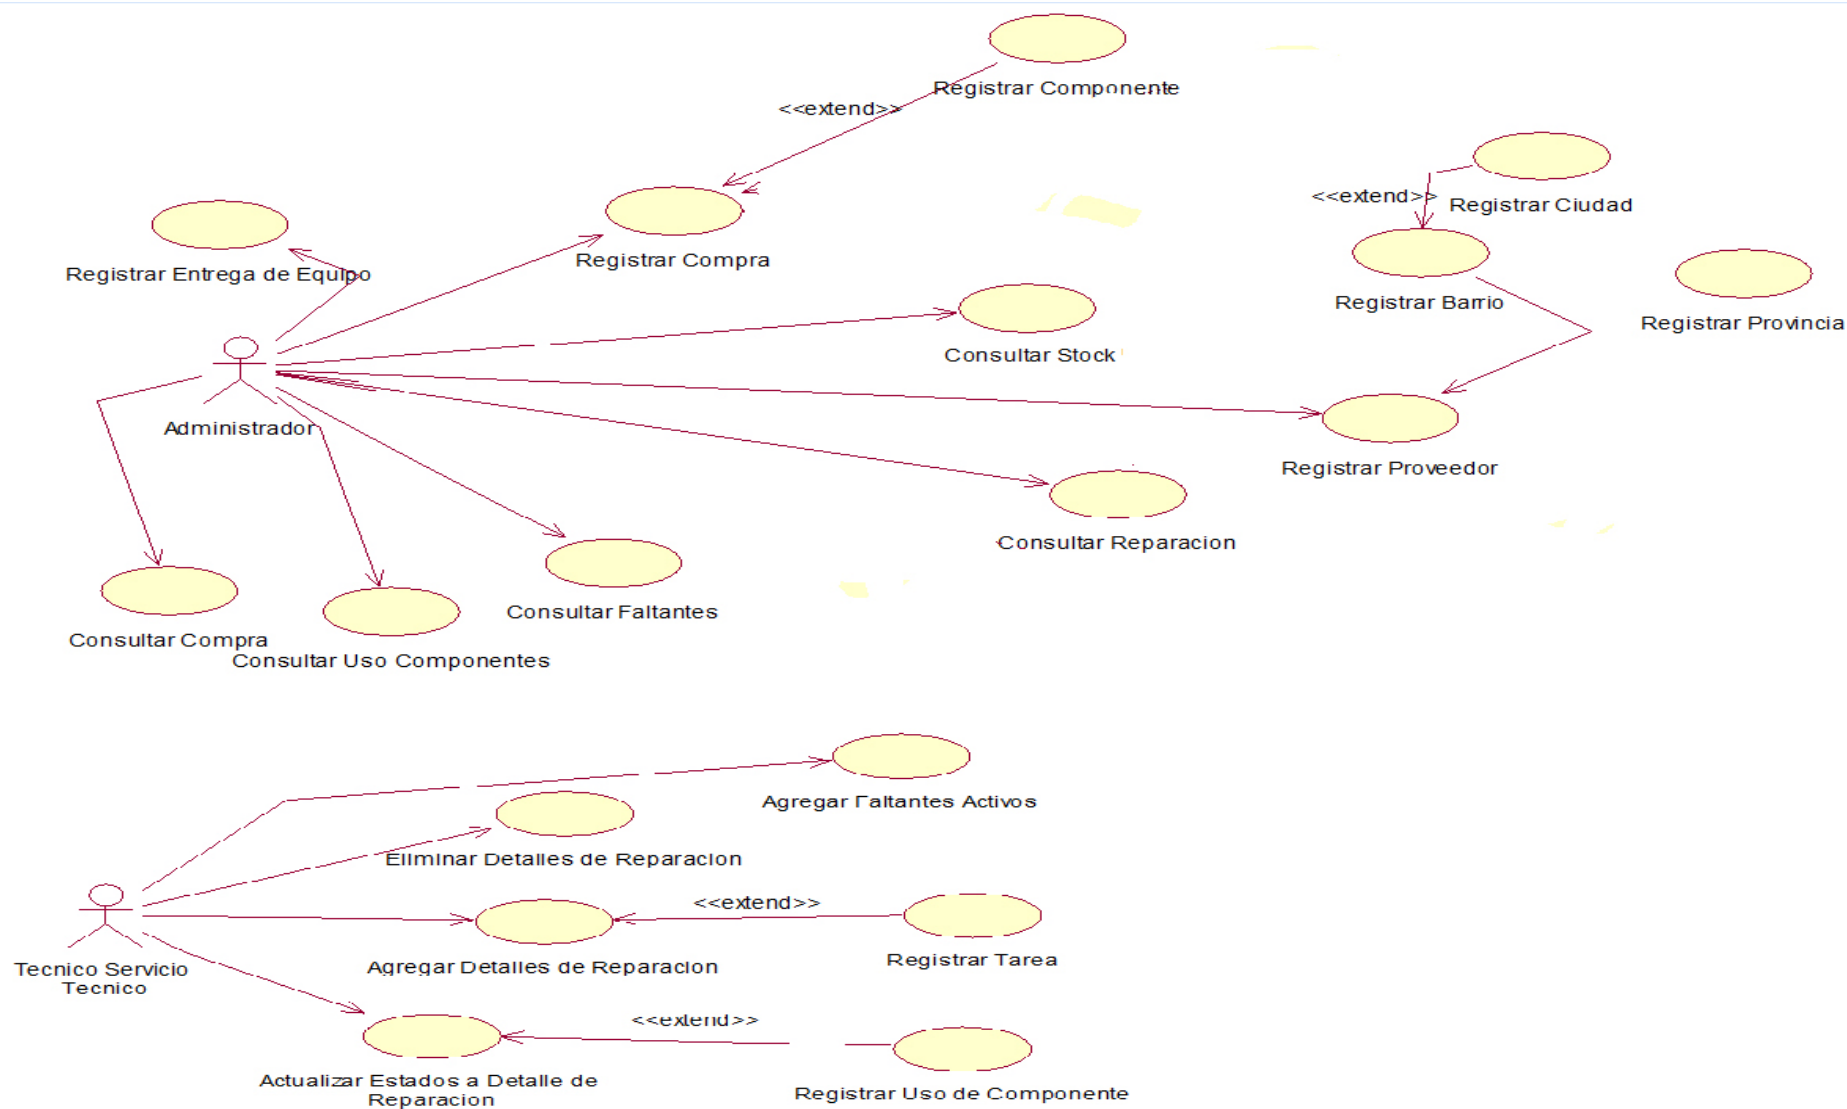 Registrar Componente
<<extend>>
<<extend>>
Registrar Ciudad
Registrar Compra
Registrar Entrega de Equipo
Registrar Barrio
Registrar Provincia
Consultar Stock
Administrador
Registrar Proveedor
Consultar Reparacion
Consultar Faltantes
Consultar Compra
Consultar Uso Componentes
Agregar Faltantes Activos
Eliminar Detalles de Reparacion
<<extend>>
Registrar Tarea
Agregar Detalles de Reparacion
Tecnico Servicio
Tecnico
<<extend>>
Actualizar Estados a Detalle de
Reparacion
Registrar Uso de Componente